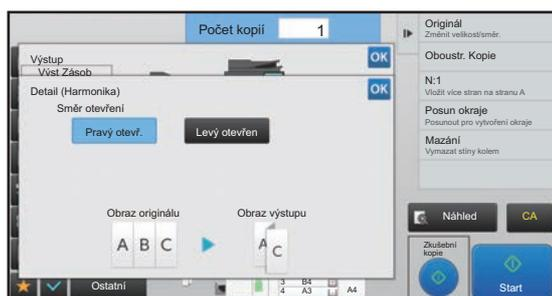 Počet kopií 1
Výstup
OK
Výst Zásob
Detail (Harmonika)
OK
Směr otevření
Pravý otevř.
Levý otevřen
Obraz originálu
Obraz výstupu
A B C
A C
Ostatní
3 B4
4 A3
A4
Originál
Změnit velikost/směr.
Oboustr. Kopie
N:1
Vložit více stran na stranu A
Posun okraje
Posunout pro vytvoření okraje
Mazání
Vymazat stíny kolem
Náhled
CA
Zkušební
kopie
Start